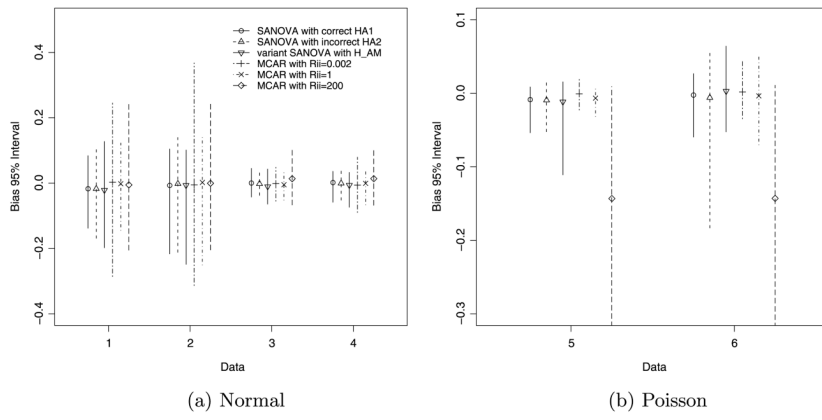 Bias 95% Interval
0.4
0.2
0.0
-0.2
-0.4
SANOVA with correct HA1
SANOVA with incorrect HA2
variant SANOVA with H_AM
MCAR with Rii=0.002
MCAR with Rii=1
MCAR with Rii=200
1 2 3 4
Data
(a) Normal
Bias 95% Interval
0.1
0.0
-0.1
-0.2
-0.3
5 6
Data
(b) Poisson